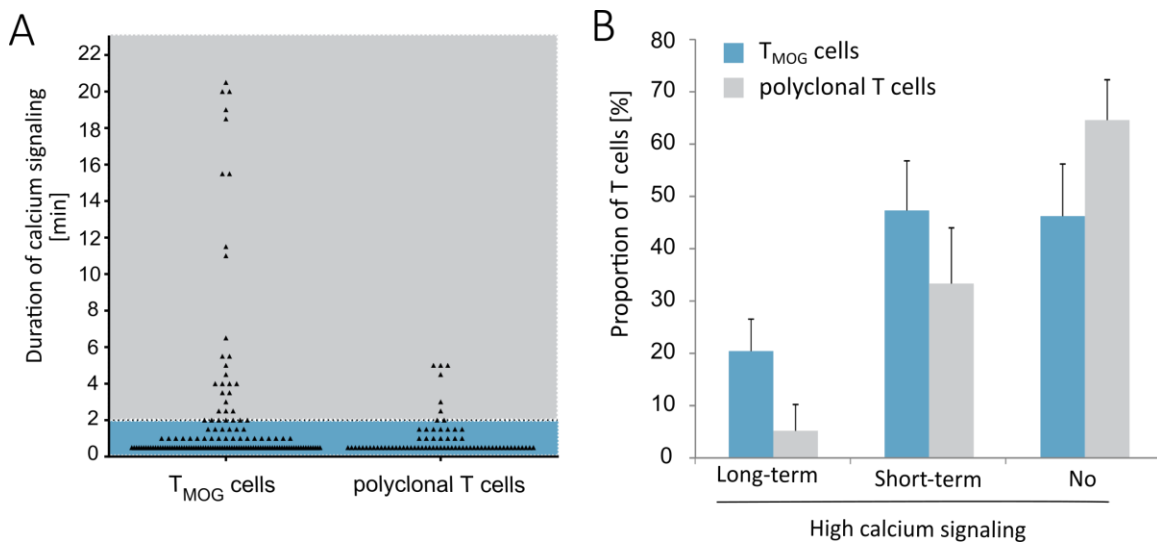 A
Duration of calcium signaling
[min]
22
20
18
16
14
12
10
8
6
4
2
0
TMOG cells
polyclonal T cells
B
Proportion of T cells [%]
80
70
60
50
40
30
20
10
0
TMOG cells
polyclonal T cells
Long-term
Short-term
No
High calcium signaling